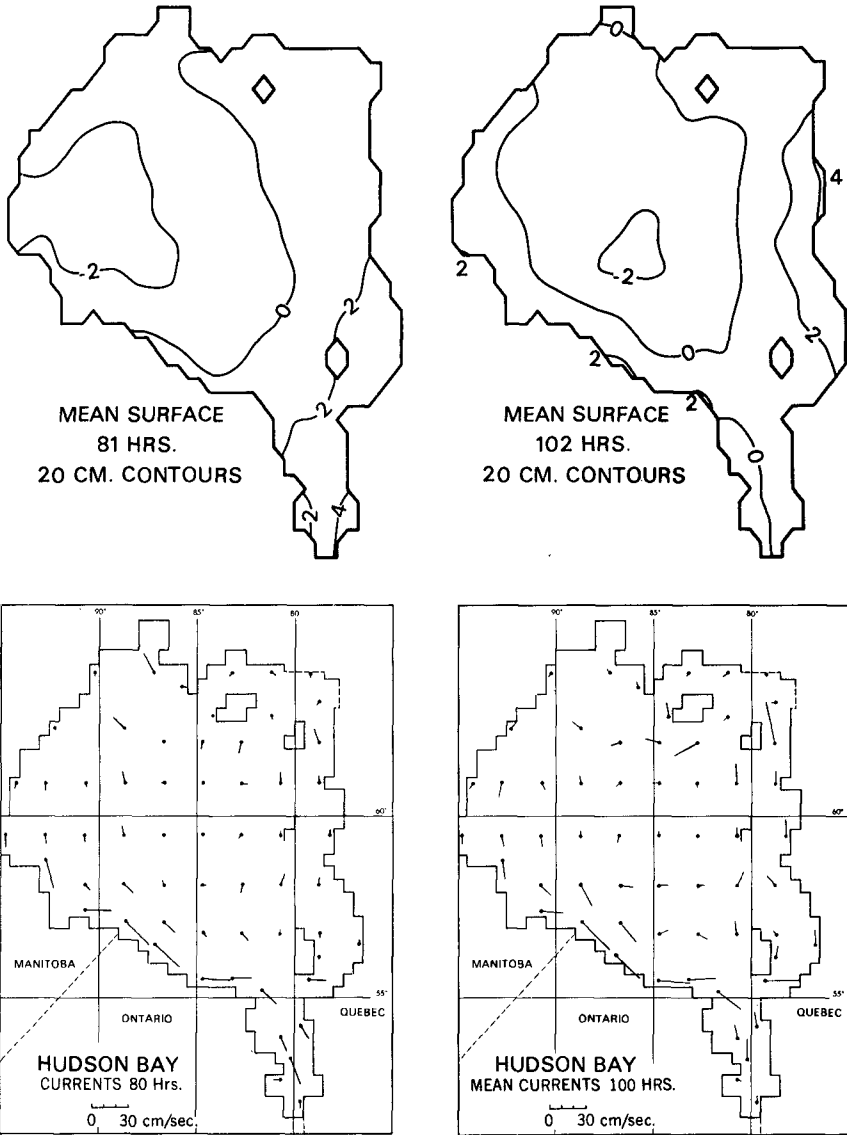 -2
0
2
2
2
4
MEAN SURFACE
81 HRS.
20 CM. CONTOURS
0
4
2
-2
0
2
2
2
0
MEAN SURFACE
102 HRS.
20 CM. CONTOURS
90° 85° 80
60°
MANITOBA
55°
ONTARIO
QUEBEC
HUDSON BAY
CURRENTS 80 Hrs.
0 30 cm/sec.
90° 85° 80°
60°
MANITOBA
55°
ONTARIO
QUEBEC
HUDSON BAY
MEAN CURRENTS 100 HRS.
0 30 cm/sec.